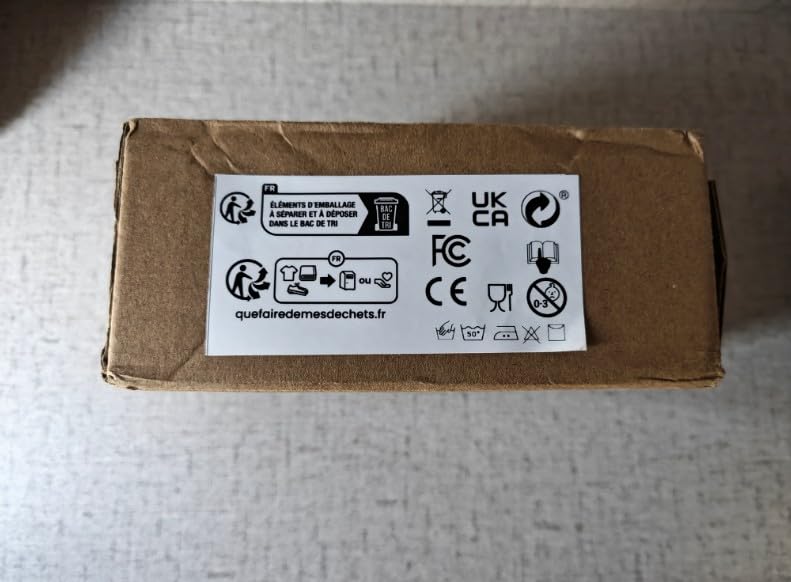 FR
ÉLÉMENTS D'EMBALLAGE
À SÉPARER ET À DÉPOSER
DANS LE BAC DE TRI
BAC
DE
TRI
FR
ou
quefairedemesdechets.fr
UK
CA
®
FC
CE
0-3
50°